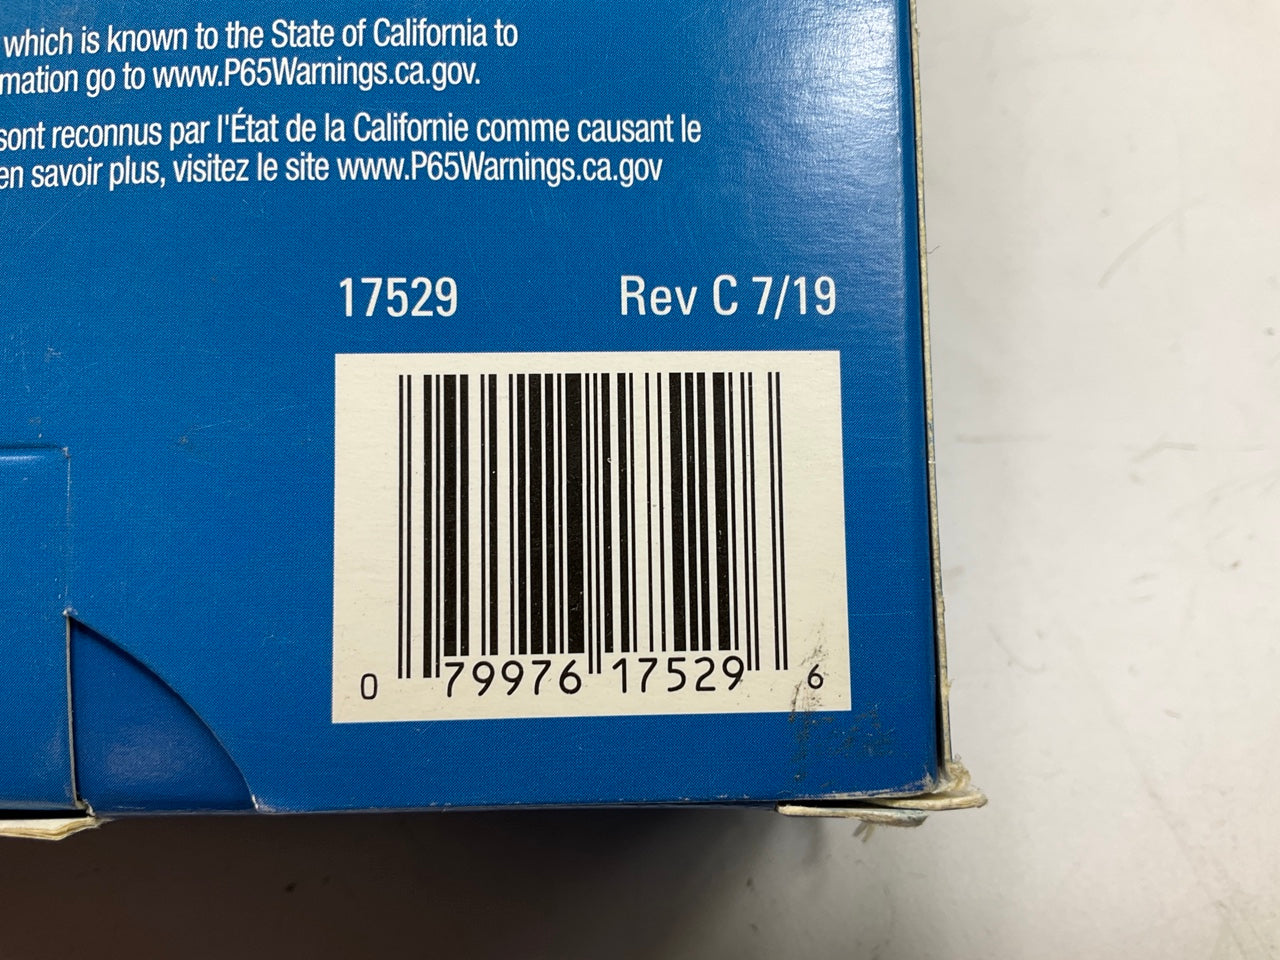 which is known to the State of California to
mation go to www.P65Warnings.ca.gov.
sont reconnus par l'État de la Californie comme causant le
en savoir plus, visitez le site www.P65Warnings.ca.gov
17529 Rev C 7/19
0 79976 17529 6